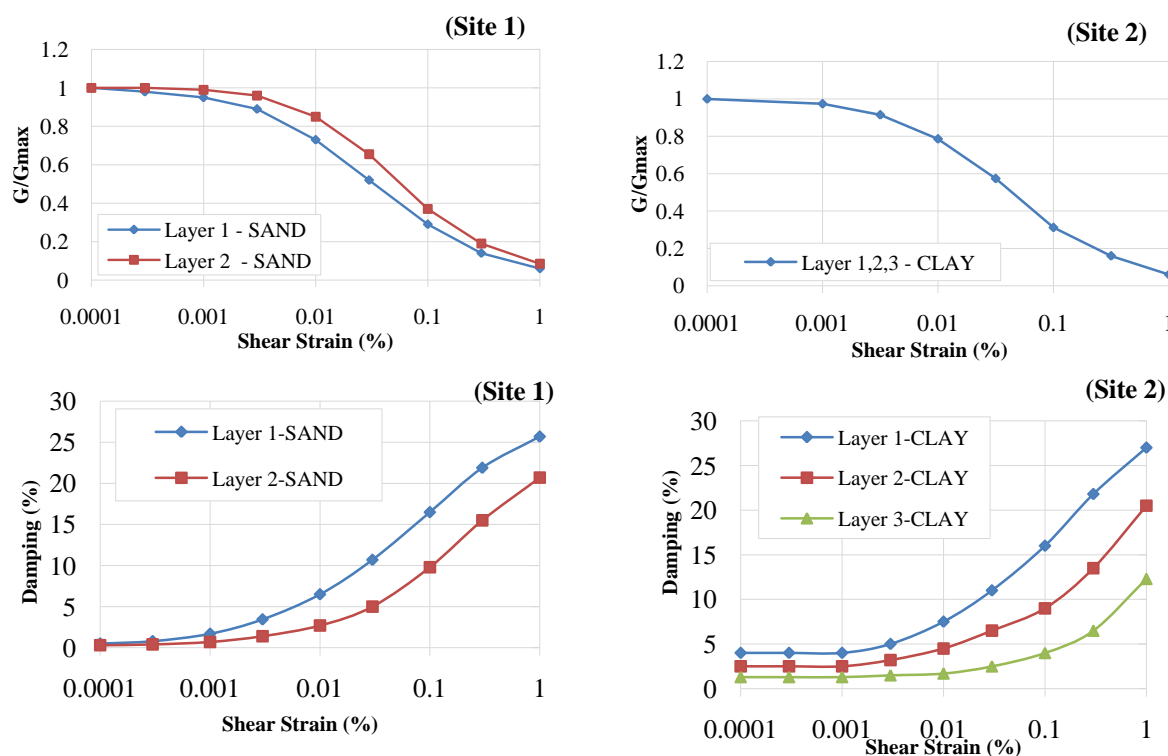 (Site 1)
1.2
1
0.8
0.6
0.4
0.2
0
G/Gmax
Layer 1 - SAND
Layer 2 - SAND
0.0001 0.001 0.01 0.1 1
Shear Strain (%)
(Site 2)
1.2
1
0.8
0.6
0.4
0.2
0
G/Gmax
Layer 1,2,3 - CLAY
0.0001 0.001 0.01 0.1 1
Shear Strain (%)
(Site 1)
30
25
20
15
10
5
0
Damping (%)
Layer 1-SAND
Layer 2-SAND
0.0001 0.001 0.01 0.1 1
Shear Strain (%)
(Site 2)
30
25
20
15
10
5
0
Damping (%)
Layer 1-CLAY
Layer 2-CLAY
Layer 3-CLAY
0.0001 0.001 0.01 0.1 1
Shear Strain (%)